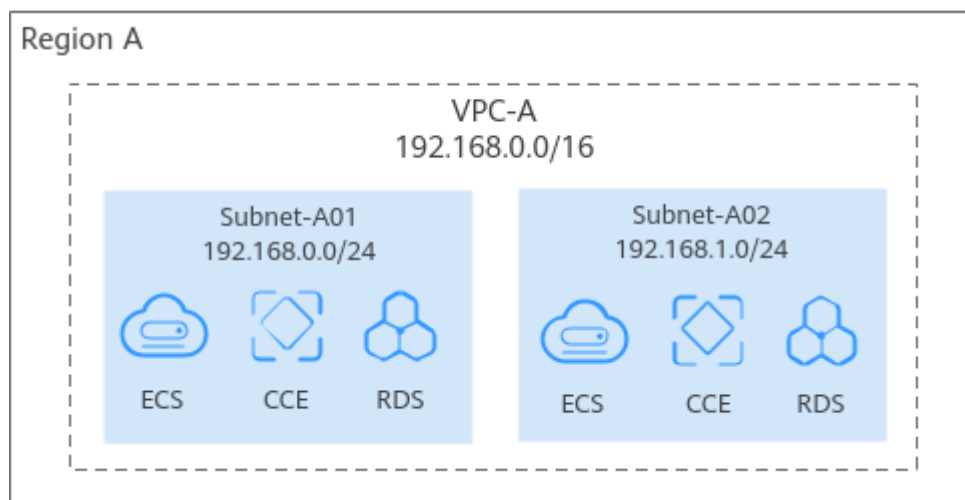 Region A
VPC-A
192.168.0.0/16
Subnet-A01
192.168.0.0/24
ECS CCE RDS
Subnet-A02
192.168.1.0/24
ECS CCE RDS